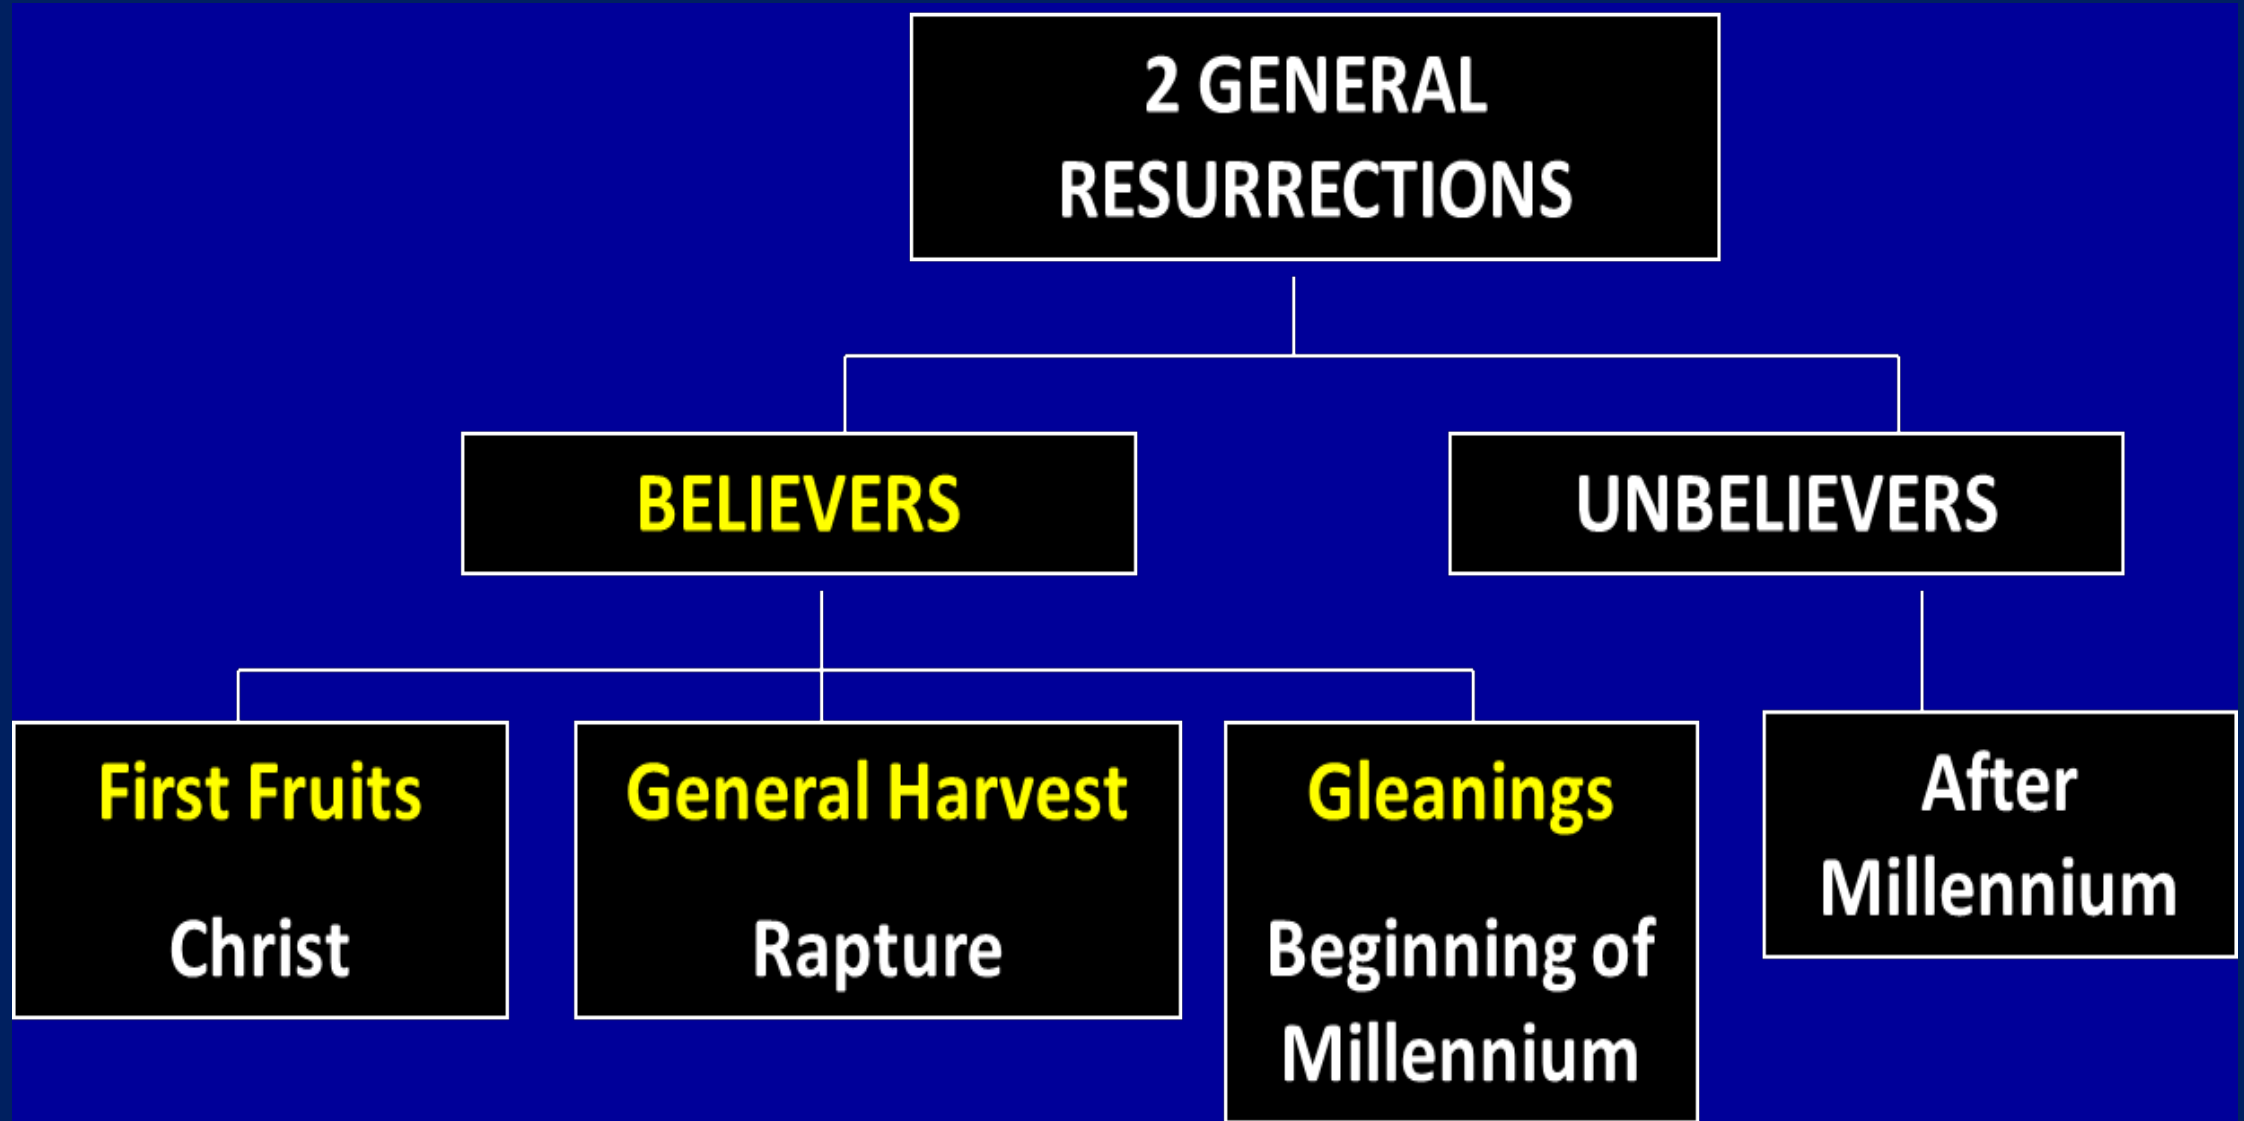 2 GENERAL
RESURRECTIONS
BELIEVERS
UNBELIEVERS
First Fruits
Christ
General Harvest
Rapture
Gleanings
Beginning of
Millennium
After
Millennium